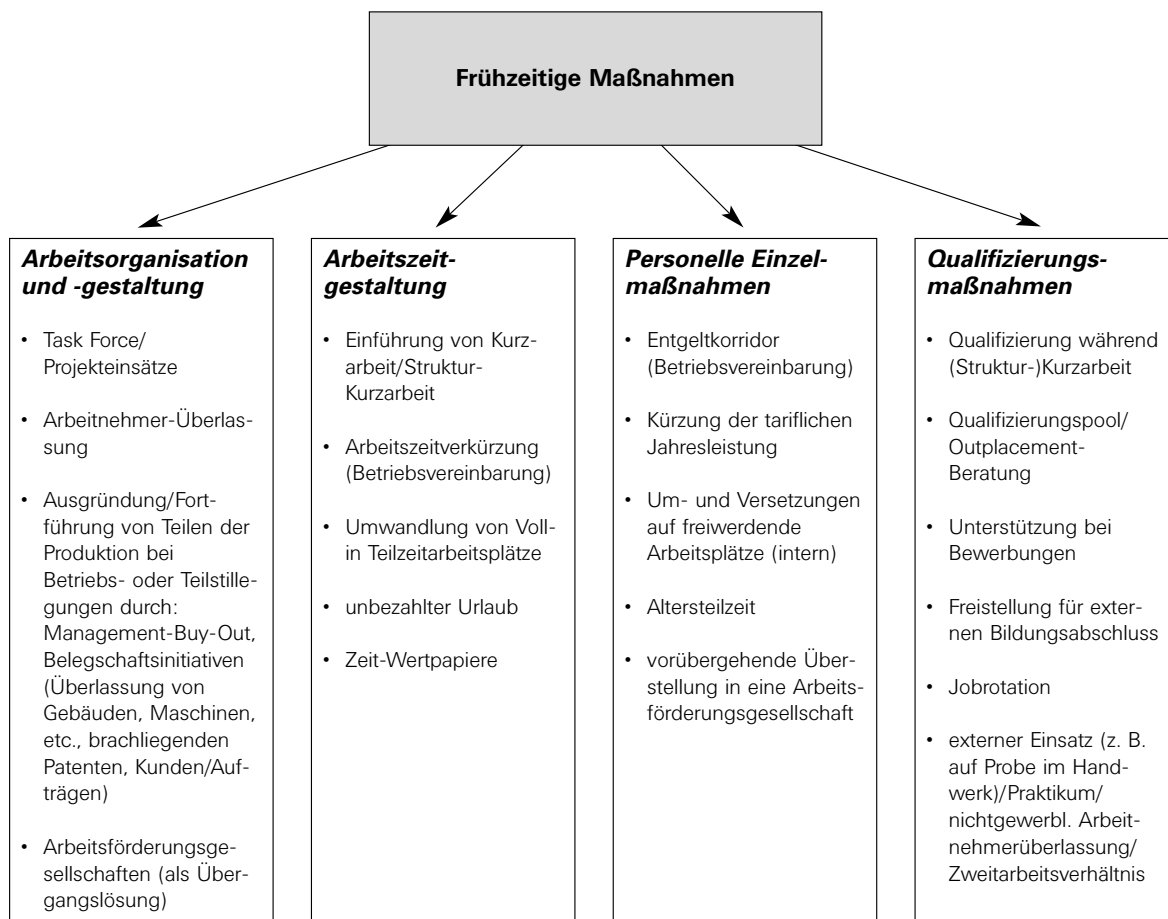 Frühzeitige Maßnahmen
Arbeitsorganisation
und -gestaltung
• Task Force/
Projekteinsätze
• Arbeitnehmer-Überlas-
sung
• Ausgründung/Fort-
führung von Teilen der
Produktion bei
Betriebs- oder Teilstille-
gungen durch:
Management-Buy-Out,
Belegschaftsinitiativen
(Überlassung von
Gebäuden, Maschinen,
etc., brachliegenden
Patenten, Kunden/Auf-
trägen)
• Arbeitsförderungsge-
sellschaften (als Über-
gangslösung)
Arbeitszeit-
gestaltung
• Einführung von Kurz-
arbeit/Struktur-
Kurzarbeit
• Arbeitszeitverkürzung
(Betriebsvereinbarung)
• Umwandlung von Voll-
in Teilzeitarbeitsplätze
• unbezahlter Urlaub
• Zeit-Wertpapiere
Personelle Einzel-
maßnahmen
• Entgeltkorridor
(Betriebsvereinbarung)
• Kürzung der tariflichen
Jahresleistung
• Um- und Versetzungen
auf freiwerdende
Arbeitsplätze (intern)
• Altersteilzeit
• vorübergehende Über-
stellung in eine Arbeits-
förderungsgesellschaft
Qualifizierungs-
maßnahmen
• Qualifizierung während
(Struktur-)Kurzarbeit
• Qualifizierungspool/
Outplacement-
Beratung
• Unterstützung bei
Bewerbungen
• Freistellung für exter-
nen Bildungsabschluss
• Jobrotation
• externer Einsatz (z. B.
auf Probe im Hand-
werk)/Praktikum/
nichtgewerbl. Arbeit-
nehmerüberlassung/
Zweitarbeitsverhältnis